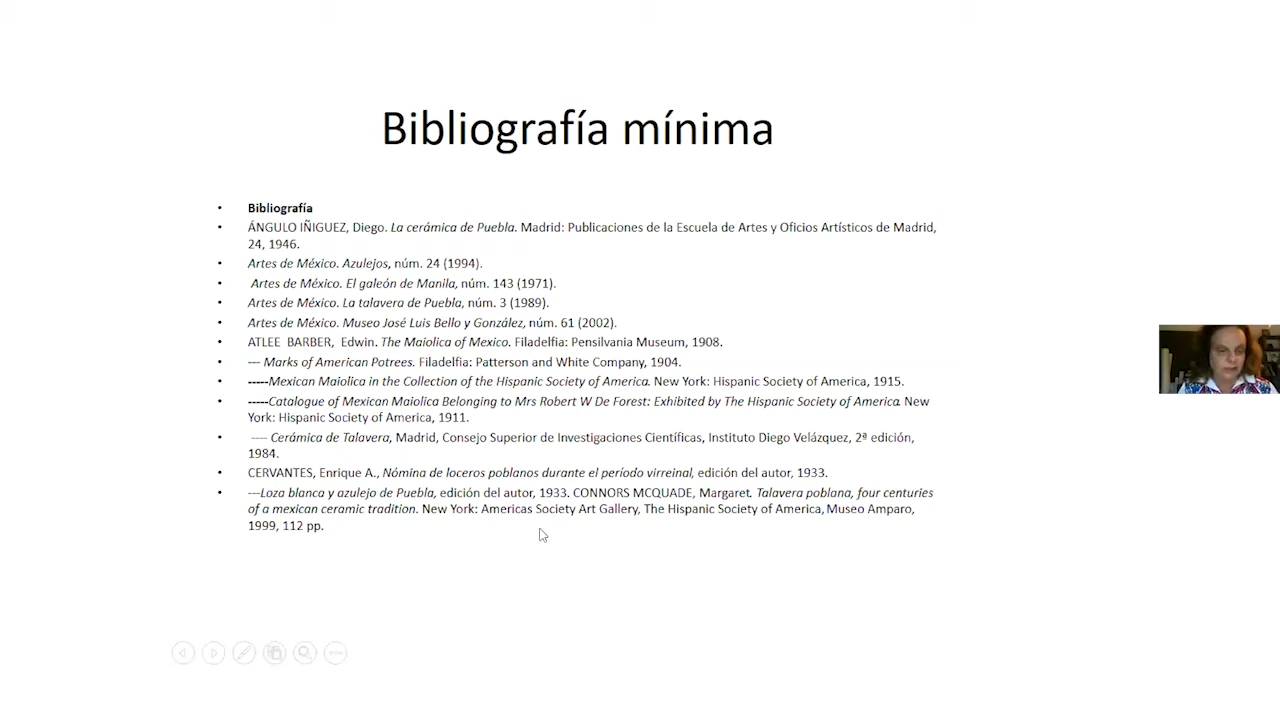 Bibliografía mínima
• Bibliografía
• ÁNGULO IÑIGUEZ, Diego. La cerámica de Puebla. Madrid: Publicaciones de la Escuela de Artes y Oficios Artísticos de Madrid,
24, 1946.
• Artes de México. Azulejos, núm. 24 (1994).
• Artes de México. El galeón de Manila, núm. 143 (1971).
• Artes de México. La talavera de Puebla, núm. 3 (1989).
• Artes de México. Museo José Luis Bello y González, núm. 61 (2002).
• ATLEE BARBER, Edwin. The Maiolica of Mexico. Filadelfia: Pensilvania Museum, 1908.
• --- Marks of American Potrees. Filadelfia: Patterson and White Company, 1904.
• -----Mexican Maiolica in the Collection of the Hispanic Society of America. New York: Hispanic Society of America, 1915.
• -----Catalogue of Mexican Maiolica Belonging to Mrs Robert W De Forest: Exhibited by The Hispanic Society of America. New
York: Hispanic Society of America, 1911.
• ---- Cerámica de Talavera, Madrid, Consejo Superior de Investigaciones Científicas, Instituto Diego Velázquez, 2ª edición,
1984.
• CERVANTES, Enrique A., Nómina de loceros poblanos durante el período virreinal, edición del autor, 1933.
• ---Loza blanca y azulejo de Puebla, edición del autor, 1933. CONNORS MCQUADE, Margaret. Talavera poblana, four centuries
of a mexican ceramic tradition. New York: Americas Society Art Gallery, The Hispanic Society of America, Museo Amparo,
1999, 112 pp.